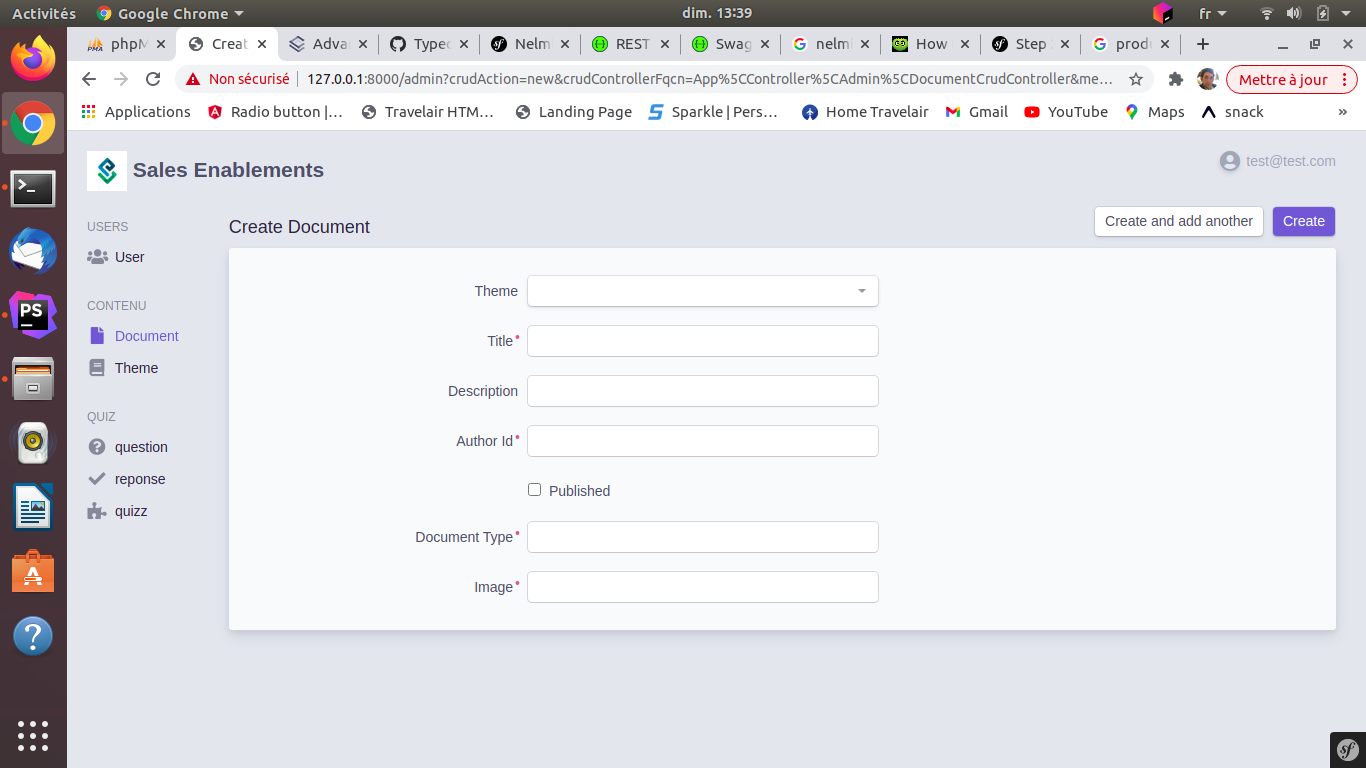 Activités Google Chrome dim. 13:39 fr
phpM Creat Adva Typec Nelm REST Swag nelmi How Step produ
Non sécurisé 127.0.0.1:8000/admin?crudAction=new&crudControllerFqcn=App%5CController%5CAdmin%5CDocumentCrudController&me... Mettre à jour
Applications Radio button |... Travelair HTM... Landing Page Sparkle | Pers... Home Travelair Gmail YouTube Maps snack »
Sales Enablements
test@test.com
USERS
User
CONTENU
Document
Theme
QUIZ
question
reponse
quizz
Create Document
Create and add another
Create
Theme
Title
Description
Author Id
Published
Document Type
Image
PS
sf